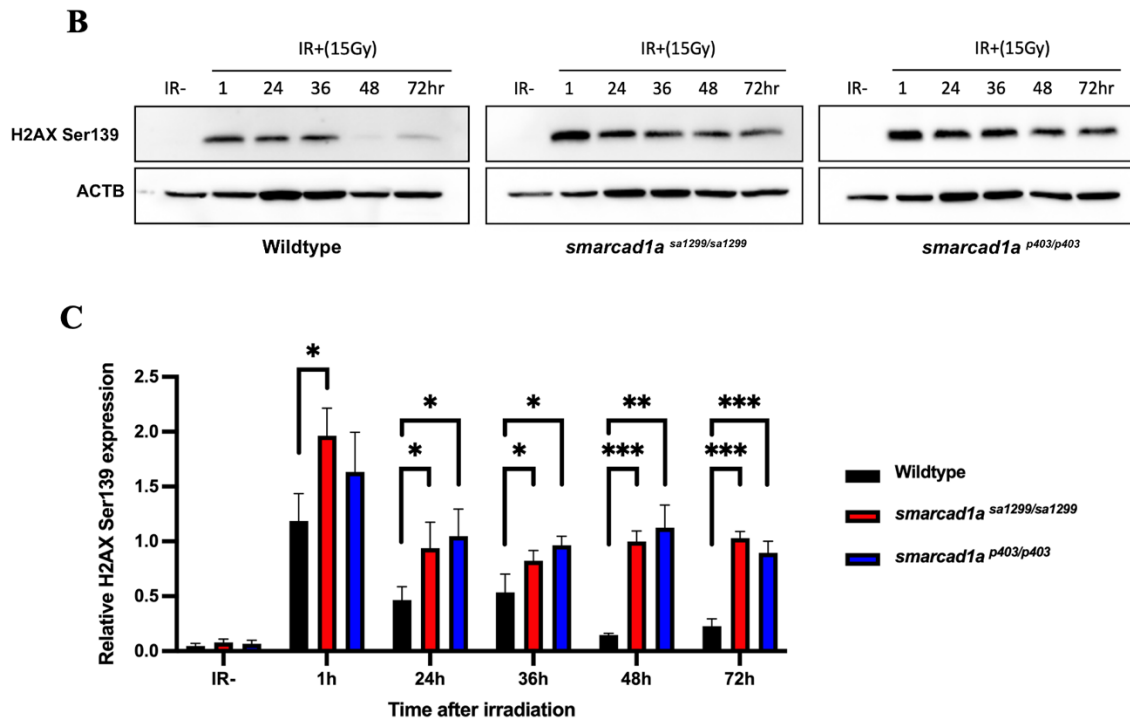 B
IR+(15Gy) IR+(15Gy) IR+(15Gy)
IR- 1 24 36 48 72hr IR- 1 24 36 48 72hr IR- 1 24 36 48 72hr
H2AX Ser139
ACTB
Wildtype smarcad1a sa1299/sa1299 smarcad1a p403/p403
C
* * * * * *** ** *** ***
Relative H2AX Ser139 expression
2.5
2.0
1.5
1.0
0.5
0.0
IR- 1h 24h 36h 48h 72h
Time after irradiation
Wildtype
smarcad1a sa1299/sa1299
smarcad1a p403/p403